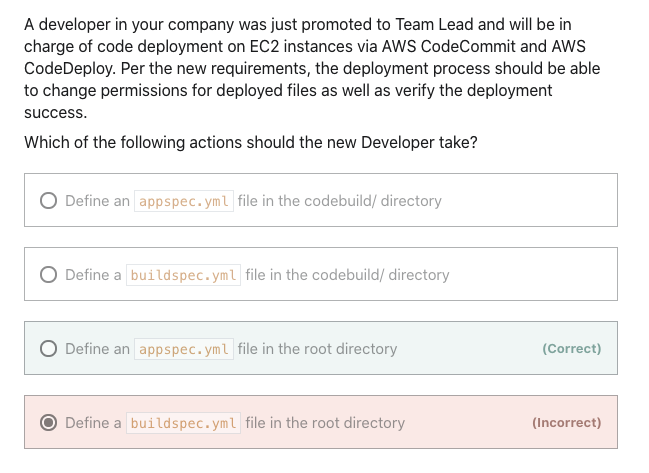 A developer in your company was just promoted to Team Lead and will be in
charge of code deployment on EC2 instances via AWS CodeCommit and AWS
CodeDeploy. Per the new requirements, the deployment process should be able
to change permissions for deployed files as well as verify the deployment
success.
Which of the following actions should the new Developer take?
Define an appspec.yml file in the codebuild/ directory
Define a buildspec.yml file in the codebuild/ directory
Define an appspec.yml file in the root directory (Correct)
Define a buildspec.yml file in the root directory (Incorrect)